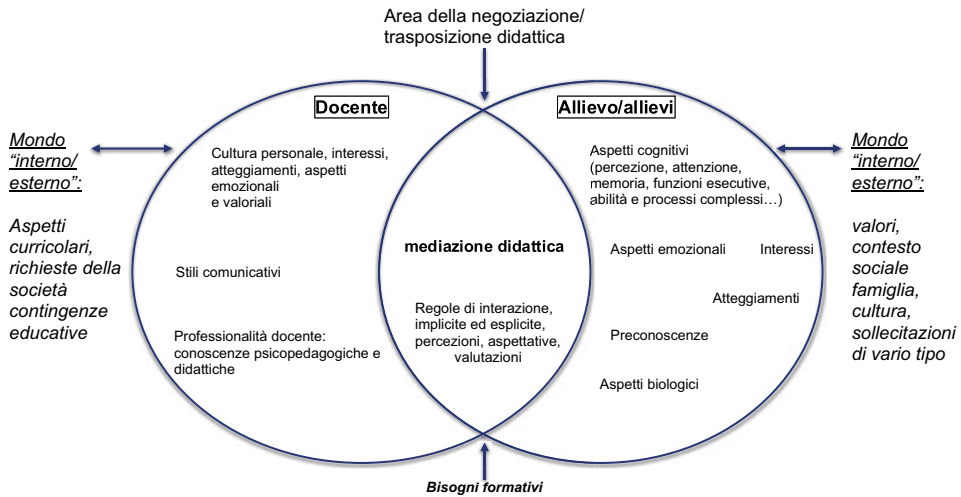 Area della negoziazione/
trasposizione didattica
Docente
Allievo/allievi
Mondo
“interno/
esterno”:
Aspetti
curricolari,
richieste della
società
contingenze
educative
Cultura personale, interessi,
atteggiamenti, aspetti
emozionali
e valoriali
Stili comunicativi
Professionalità docente:
conoscenze psicopedagogiche e
didattiche
mediazione didattica
Regole di interazione,
implicite ed esplicite,
percezioni, aspettative,
valutazioni
Aspetti cognitivi
(percezione, attenzione,
memoria, funzioni esecutive,
abilità e processi complessi…)
Aspetti emozionali
Interessi
Atteggiamenti
Preconoscenze
Aspetti biologici
Mondo
“interno/
esterno”:
valori,
contesto
sociale
famiglia,
cultura,
sollecitazioni
di vario tipo
Bisogni formativi